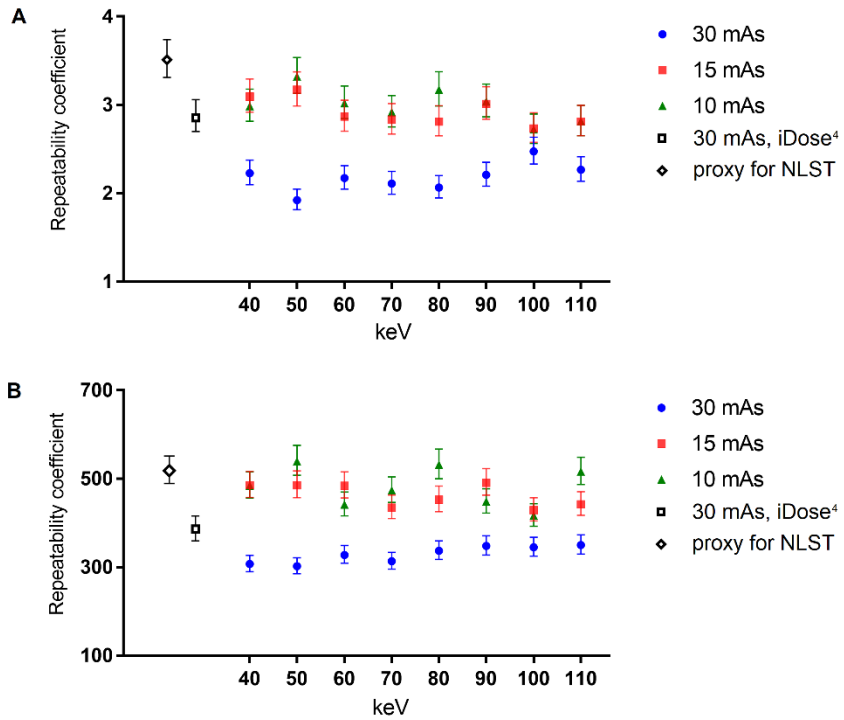 A
Repeatability coefficient
4
3
2
1
40 50 60 70 80 90 100 110
keV
30 mAs
15 mAs
10 mAs
30 mAs, iDose⁴
proxy for NLST
B
Repeatability coefficient
700
500
300
100
40 50 60 70 80 90 100 110
keV
30 mAs
15 mAs
10 mAs
30 mAs, iDose⁴
proxy for NLST